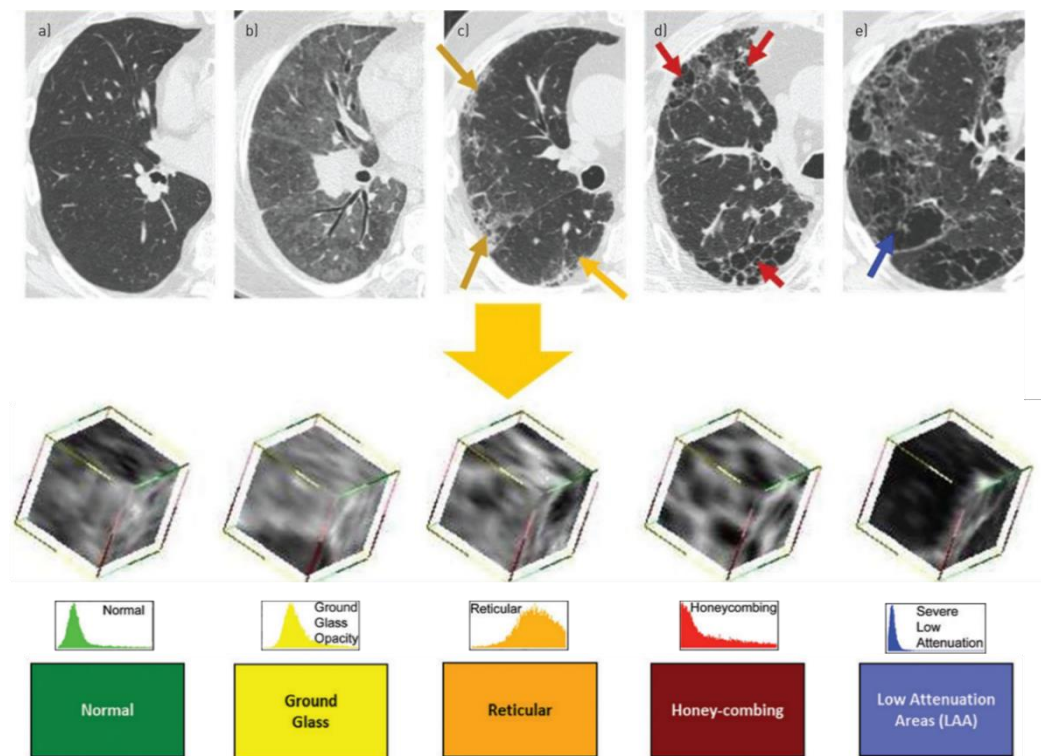 a]
b]
c]
d]
e]
Normal
Ground
Glass
Opacity
Reticular
Honeycombing
Severe
Low
Attenuation
Normal
Ground
Glass
Reticular
Honey-combing
Low Attenuation
Areas (LAA)